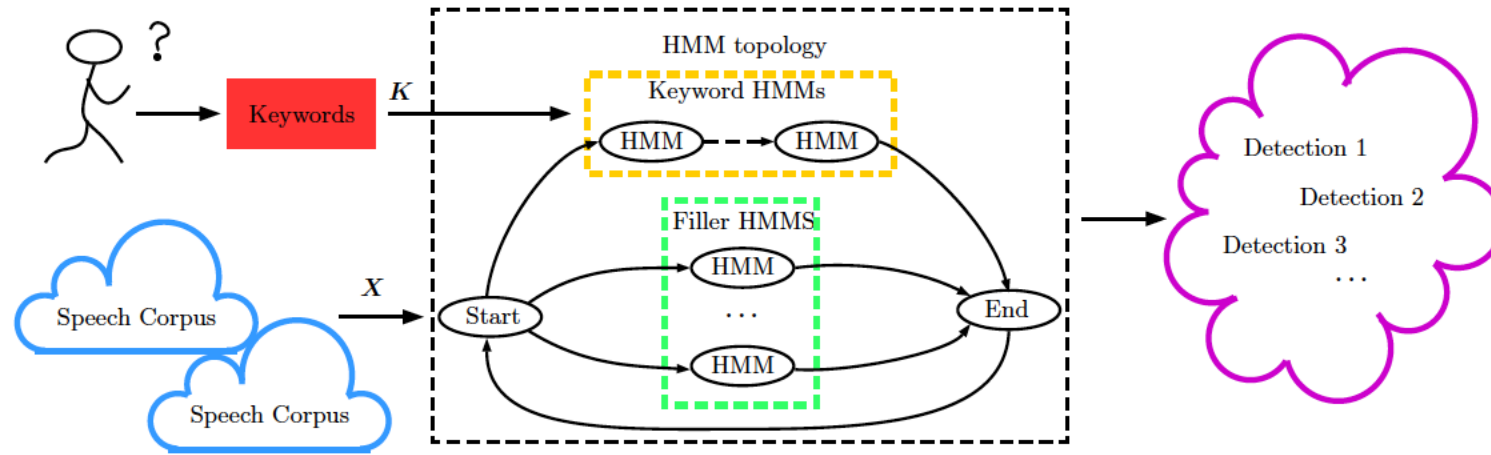 ?
HMM topology
Keywords
K
Keyword HMMs
HMM
HMM
Filler HMMS
HMM
...
HMM
Start
End
X
Speech Corpus
Speech Corpus
Detection 1
Detection 2
Detection 3
...